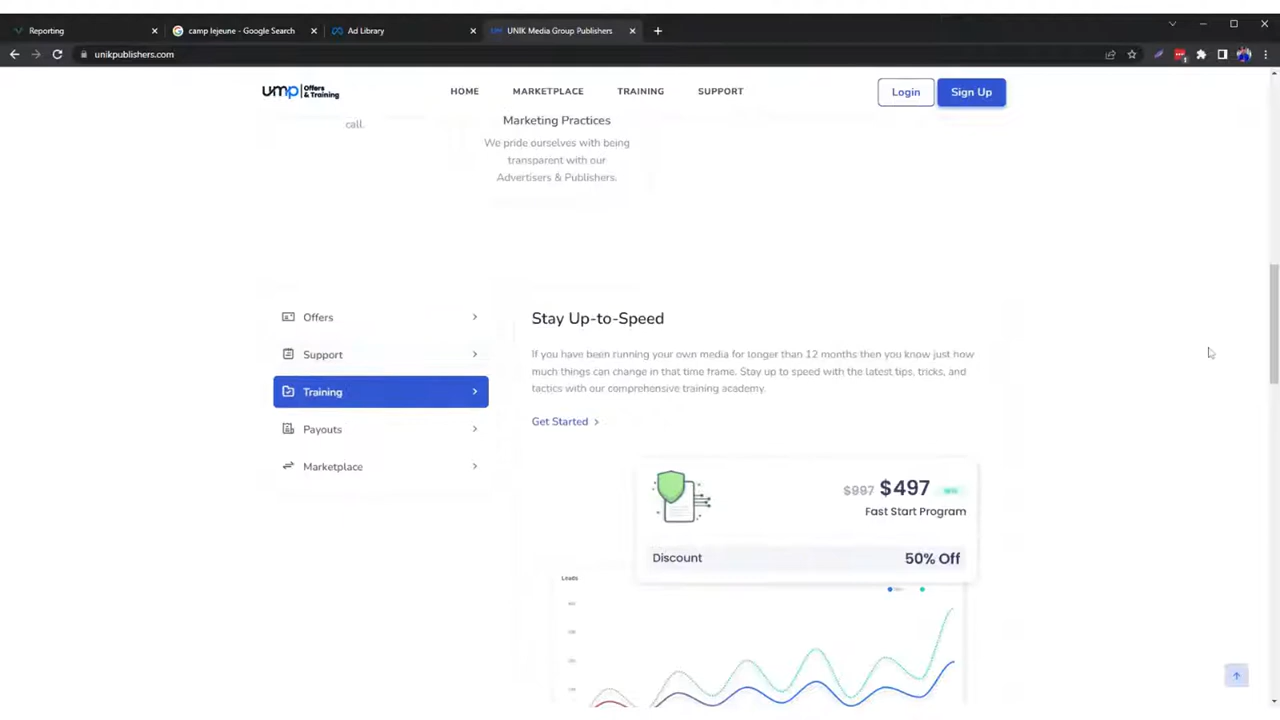 Reporting
camp lejeune - Google Search
Ad Library
UNIK Media Group Publishers
unikpublishers.com
ump Offers & Training
HOME
MARKETPLACE
TRAINING
SUPPORT
Login
Sign Up
call.
Marketing Practices
We pride ourselves with being
transparent with our
Advertisers & Publishers.
Offers
Support
Training
Payouts
Marketplace
Stay Up-to-Speed
If you have been running your own media for longer than 12 months then you know just how
much things can change in that time frame. Stay up to speed with the latest tips, tricks, and
tactics with our comprehensive training academy.
Get Started
$997 $497
Fast Start Program
Discount
50% Off
Leads